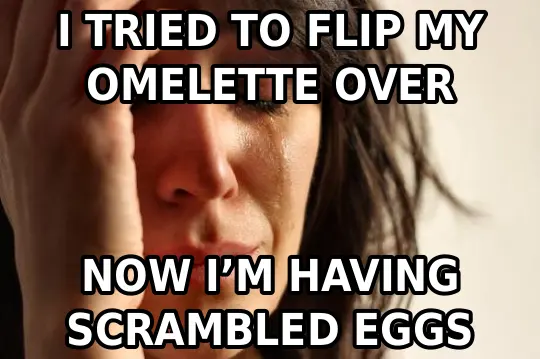 I TRIED TO FLIP MY
OMELETTE OVER
NOW I’M HAVING
SCRAMBLED EGGS